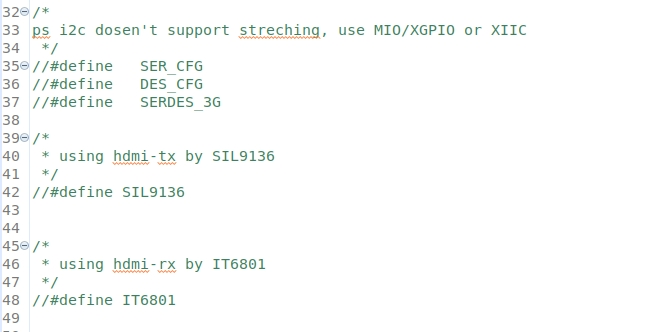 32 /*
33 ps i2c dosen't support streching, use MIO/XGPIO or XIIC
34 */
35 //#define   SER_CFG
36 //#define   DES_CFG
37 //#define   SERDES_3G
38
39 /*
40 * using hdmi-tx by SIL9136
41 */
42 //#define SIL9136
43
44
45 /*
46 * using hdmi-rx by IT6801
47 */
48 //#define IT6801
49